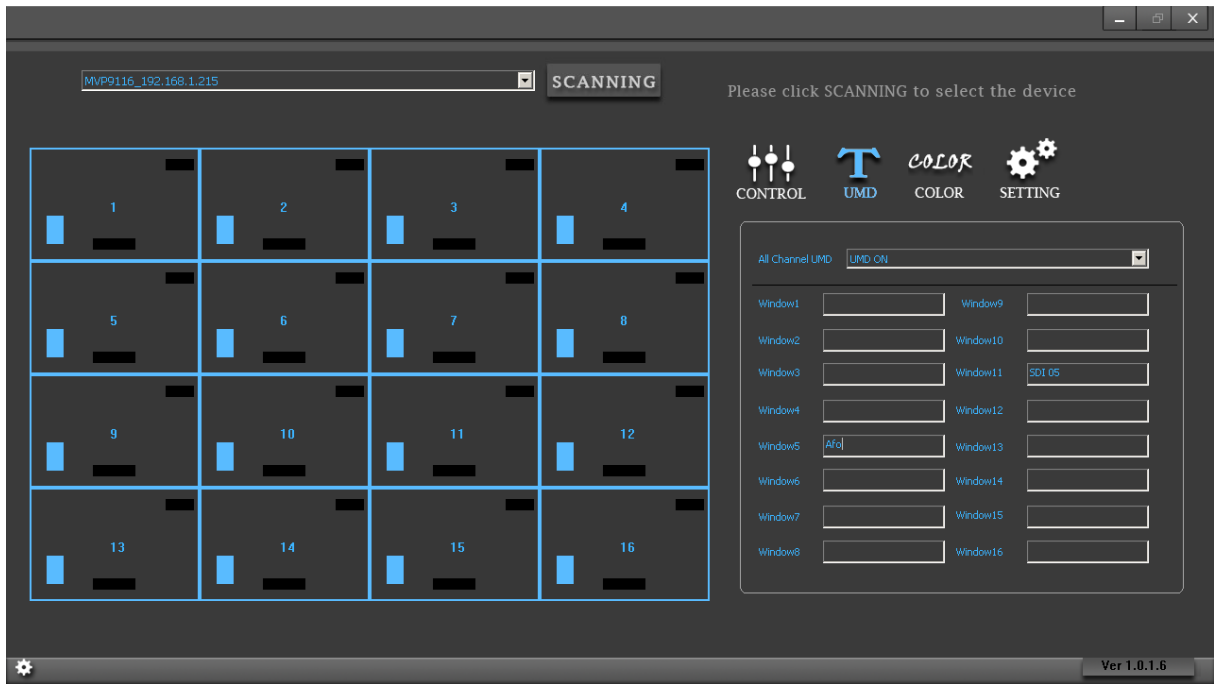 MVP9116_192.168.1.215
SCANNING
Please click SCANNING to select the device
1 2 3 4
5 6 7 8
9 10 11 12
13 14 15 16
COLOR
CONTROL UMD COLOR SETTING
All Channel UMD UMD ON
Window1 Window9
Window2 Window10
Window3 Window11 SDI 05
Window4 Window12
Window5 Afo Window13
Window6 Window14
Window7 Window15
Window8 Window16
Ver 1.0.1.6